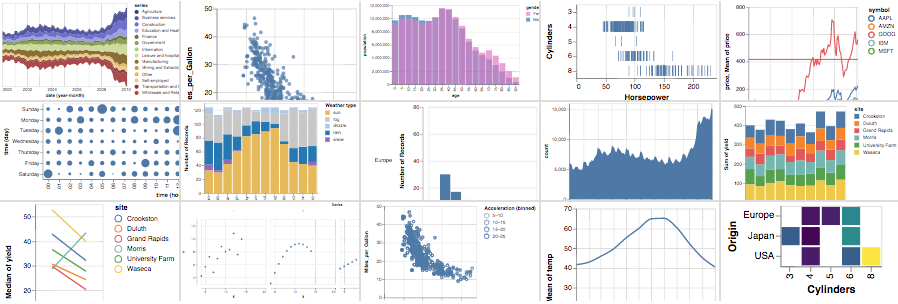 series
Agriculture
Business services
Construction
Education and Heal
Finance
Government
Information
Leisure and hospita
Manufacturing
Mining and Extractio
Other
Self-employed
Transportation and U
Wholesale and Reta
2000 2002 2004 2006 2008 2010
date (year-month)
50
40
30
20
10
es_per_Gallon
gende
12,000,000
10,000,000
8,000,000
6,000,000
4,000,000
2,000,000
population
age
Cylinders
3
4
5
6
8
0 50 100 150 200
Horsepower
symbol
AAPL
AMZN
GOOG
IBM
MSFT
price, Mean of price
800
600
400
200
time (day)
Sunday
Monday
Tuesday
Wednesday
Thursday
Friday
Saturday
time (ho
Weather type
sun
fog
drizzle
rain
snow
Number of Records
120
100
80
60
40
20
0
Europe
Number of Records
80
60
40
20
count
15,000
10,000
5,000
0
site
Crookston
Duluth
Grand Rapids
Morris
University Farm
Waseca
Sum of yield
500
400
300
200
100
site
Crookston
Duluth
Grand Rapids
Morris
University Farm
Waseca
Median of yield
50
40
30
20
Series
X
X
Acceleration (binned)
5–10
10–15
15–20
20–25
Miles_per_Gallon
Mean of temp
70
60
50
40
30
Origin
Europe
Japan
USA
3 4 5 6 8
Cylinders